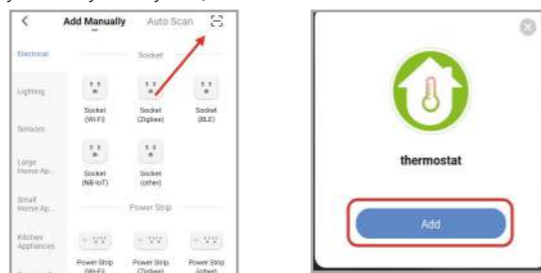 Add Manually Auto Scan
Electrical
Socket
Lighting
Socket (Wi-Fi)
Socket (Zigbee)
Socket (BLE)
Sensors
Large Home Ap...
Socket (NB-IoT)
Socket (other)
Small Home Ap...
Power Strip
Kitchen Appliances
Power Strip (Wi-Fi)
Power Strip (Zigbee)
Power Strip (other)
thermostat
Add